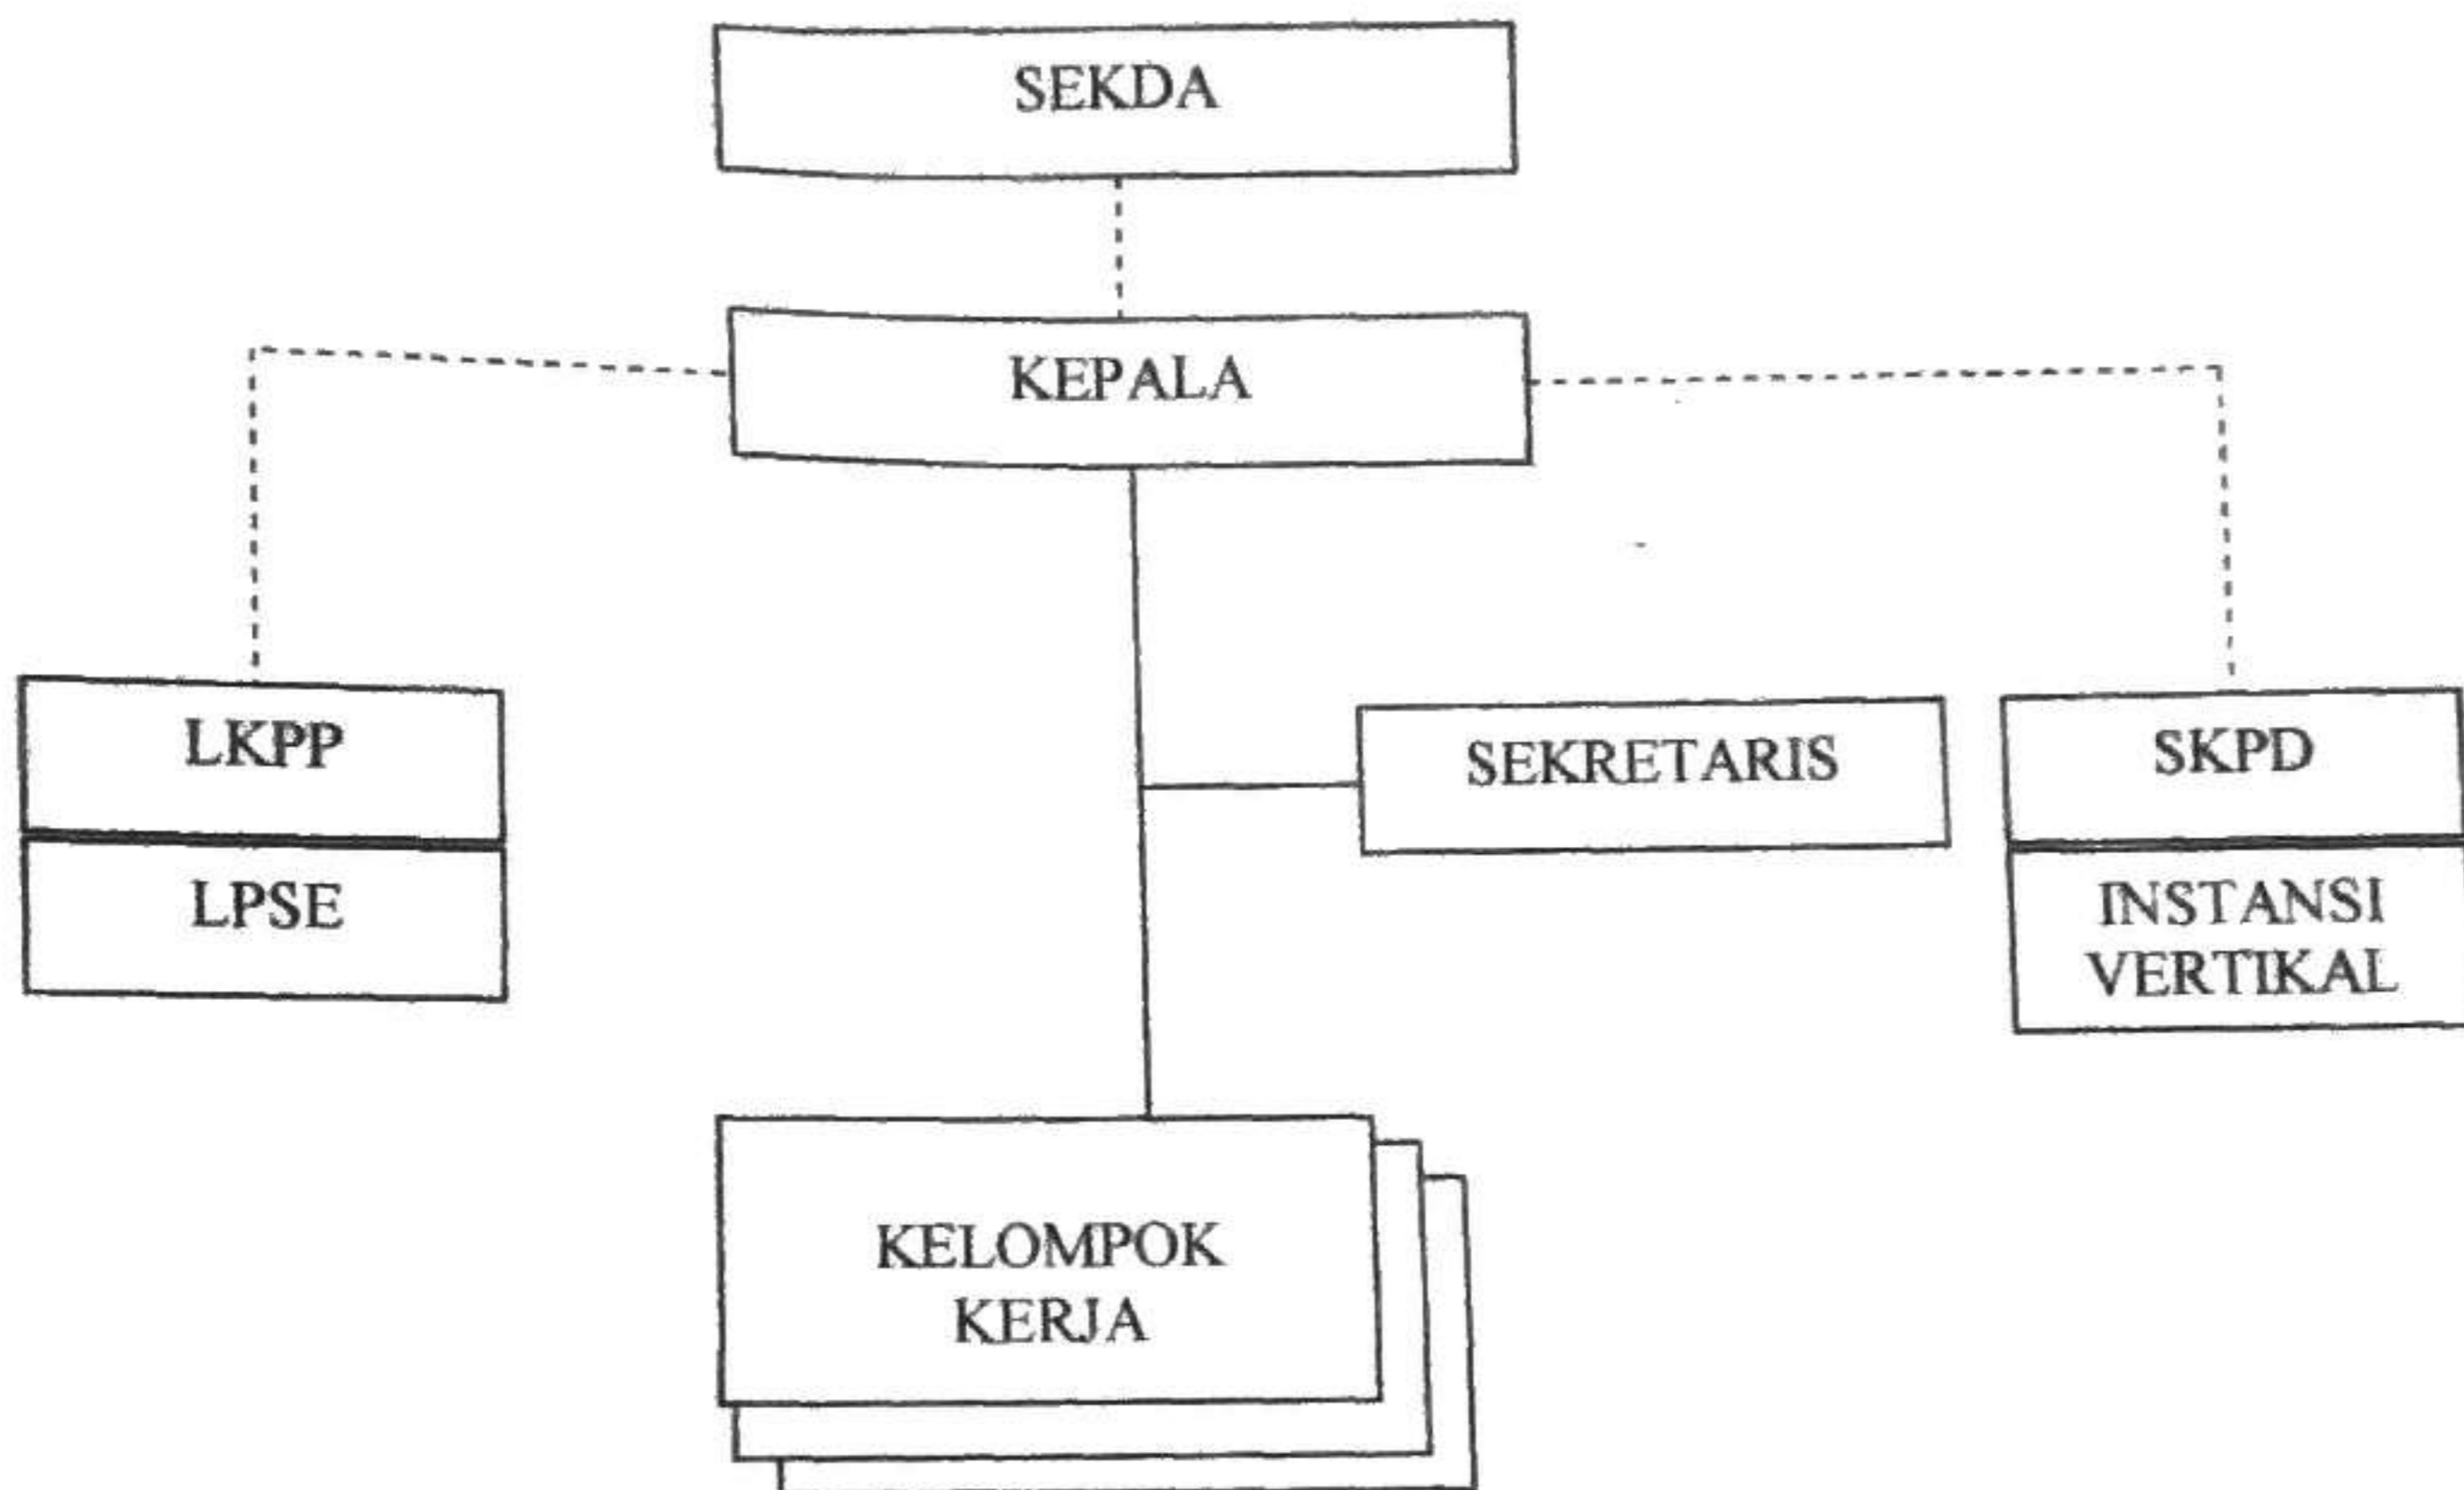 SEKDA
KEPALA
LKPP
LPSE
SEKRETARIS
SKPD
INSTANSI
VERTIKAL
KELOMPOK
KERJA